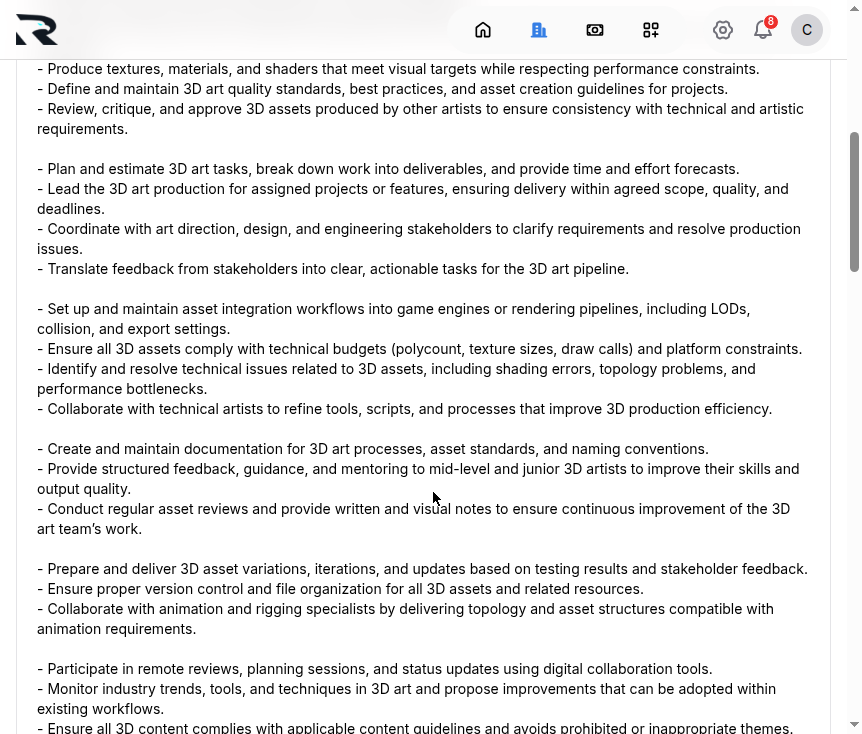 8
C
- Produce textures, materials, and shaders that meet visual targets while respecting performance constraints.
- Define and maintain 3D art quality standards, best practices, and asset creation guidelines for projects.
- Review, critique, and approve 3D assets produced by other artists to ensure consistency with technical and artistic
requirements.
- Plan and estimate 3D art tasks, break down work into deliverables, and provide time and effort forecasts.
- Lead the 3D art production for assigned projects or features, ensuring delivery within agreed scope, quality, and
deadlines.
- Coordinate with art direction, design, and engineering stakeholders to clarify requirements and resolve production
issues.
- Translate feedback from stakeholders into clear, actionable tasks for the 3D art pipeline.
- Set up and maintain asset integration workflows into game engines or rendering pipelines, including LODs,
collision, and export settings.
- Ensure all 3D assets comply with technical budgets (polycount, texture sizes, draw calls) and platform constraints.
- Identify and resolve technical issues related to 3D assets, including shading errors, topology problems, and
performance bottlenecks.
- Collaborate with technical artists to refine tools, scripts, and processes that improve 3D production efficiency.
- Create and maintain documentation for 3D art processes, asset standards, and naming conventions.
- Provide structured feedback, guidance, and mentoring to mid-level and junior 3D artists to improve their skills and
output quality.
- Conduct regular asset reviews and provide written and visual notes to ensure continuous improvement of the 3D
art team’s work.
- Prepare and deliver 3D asset variations, iterations, and updates based on testing results and stakeholder feedback.
- Ensure proper version control and file organization for all 3D assets and related resources.
- Collaborate with animation and rigging specialists by delivering topology and asset structures compatible with
animation requirements.
- Participate in remote reviews, planning sessions, and status updates using digital collaboration tools.
- Monitor industry trends, tools, and techniques in 3D art and propose improvements that can be adopted within
existing workflows.
- Ensure all 3D content complies with applicable content guidelines and avoids prohibited or inappropriate themes.